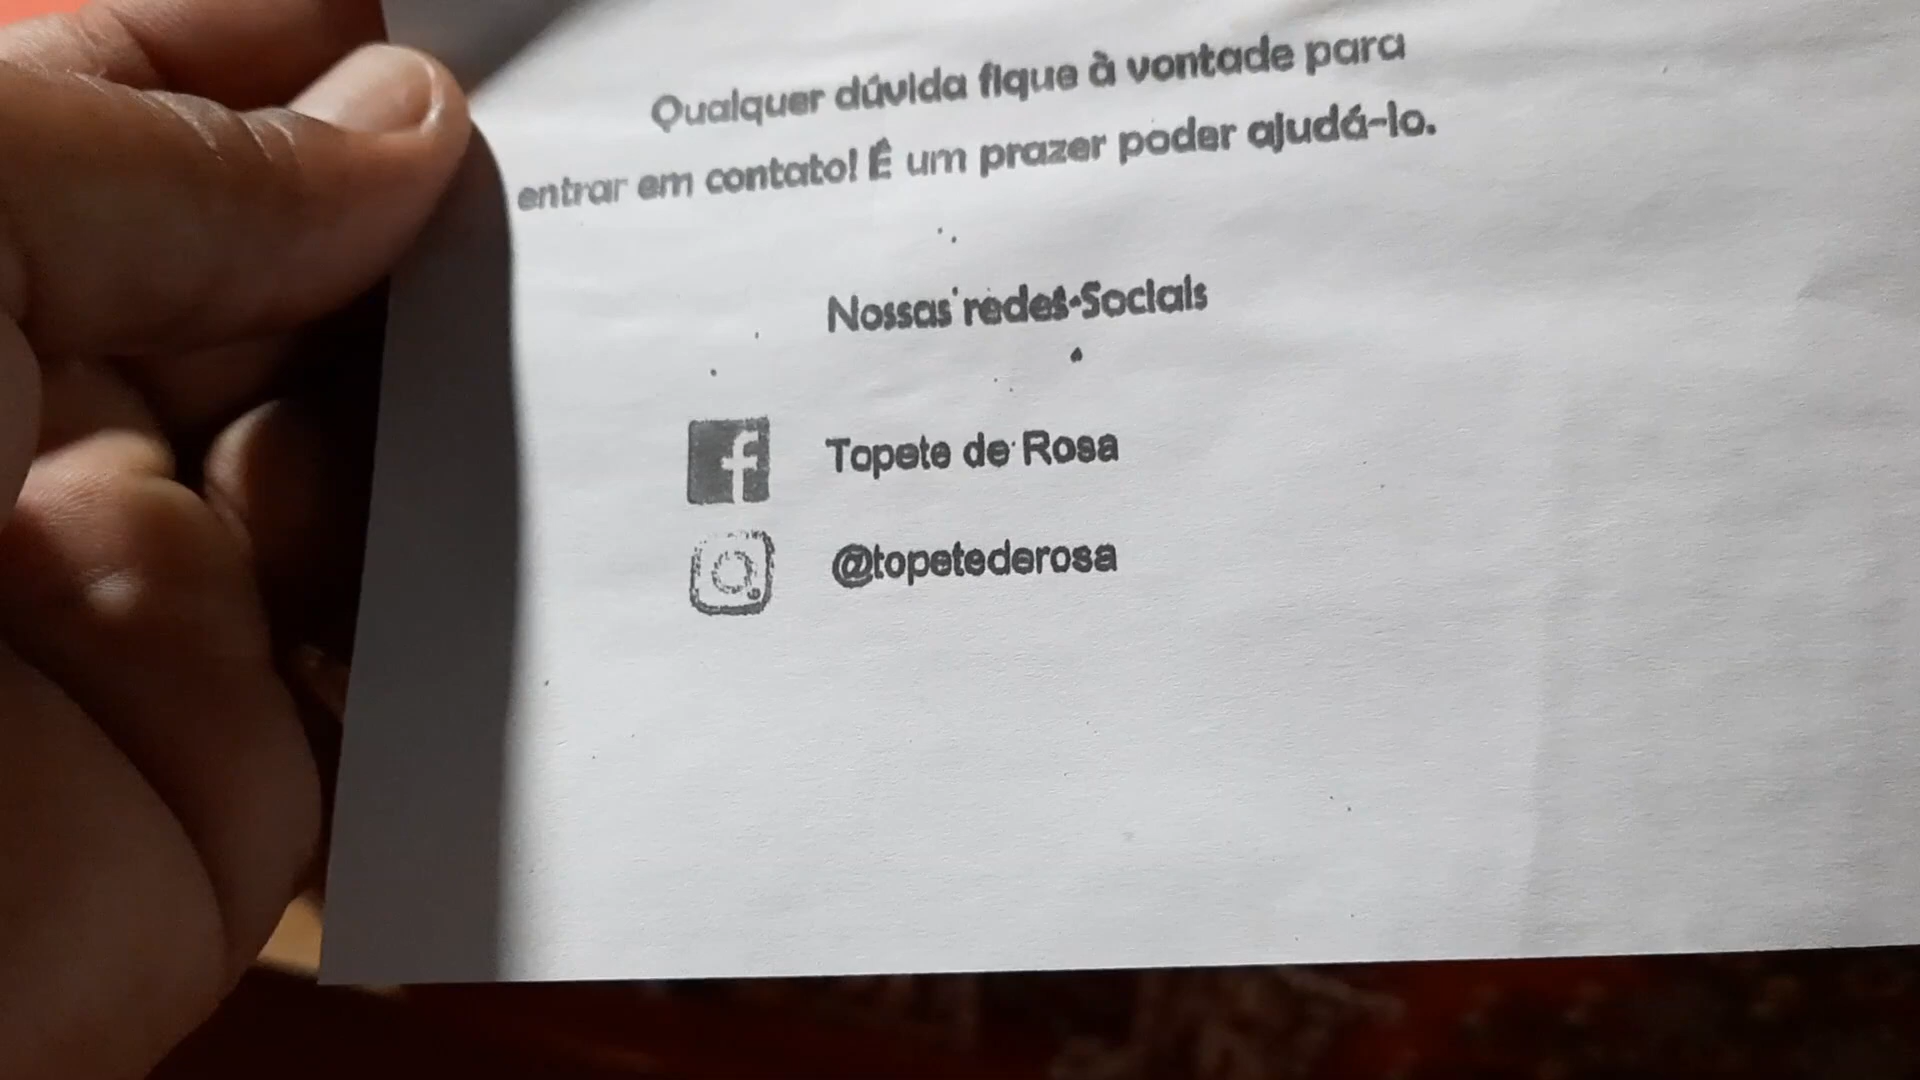 Qualquer dúvida fique à vontade para
entrar em contato! É um prazer poder ajudá-lo.
Nossas redes Sociais
Topete de Rosa
@topetederosa